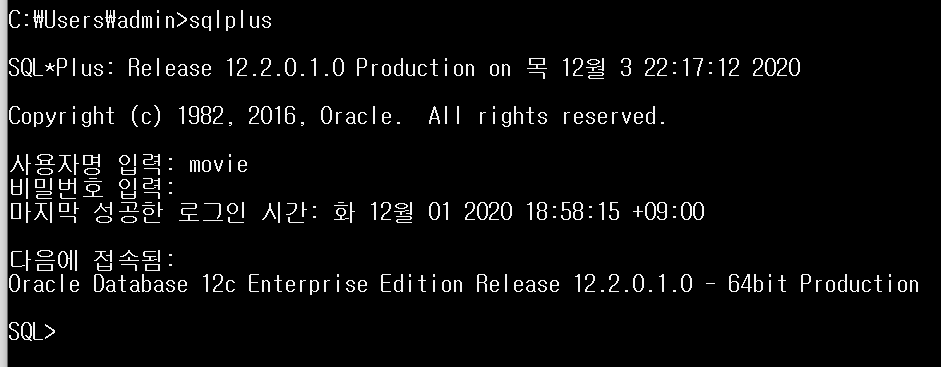 C:₩Users₩admin>sqlplus
SQL*Plus: Release 12.2.0.1.0 Production on 목 12월 3 22:17:12 2020
Copyright (c) 1982, 2016, Oracle.  All rights reserved.
사용자명 입력: movie
비밀번호 입력:
마지막 성공한 로그인 시간: 화 12월 01 2020 18:58:15 +09:00
다음에 접속됨:
Oracle Database 12c Enterprise Edition Release 12.2.0.1.0 - 64bit Production
SQL>